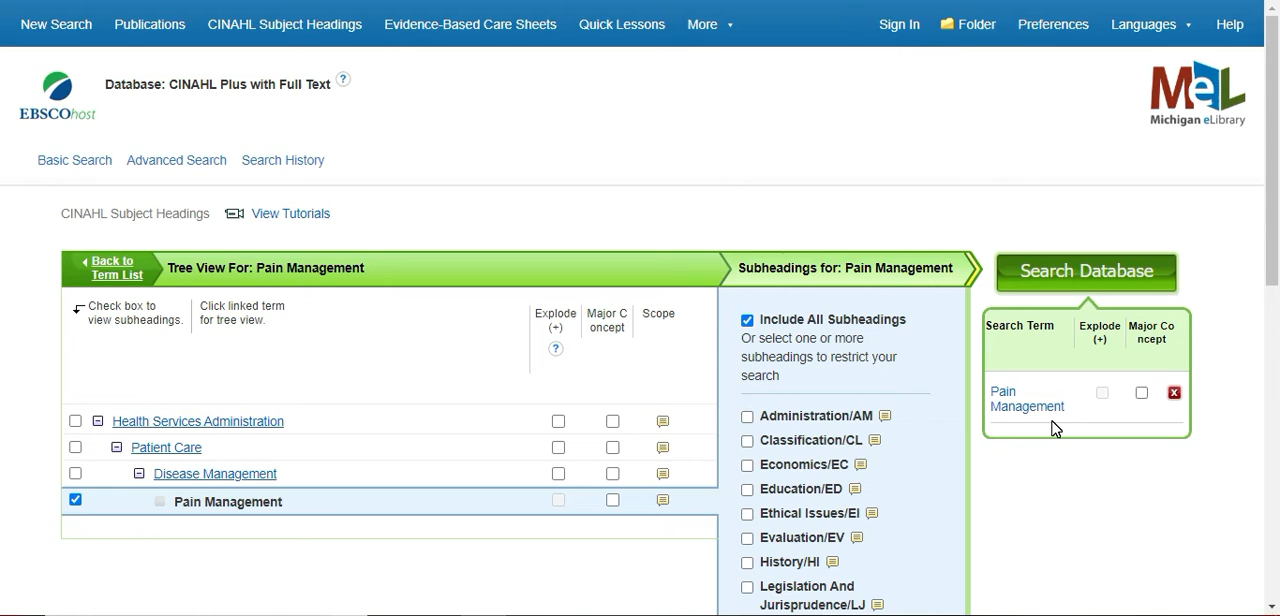 New Search Publications CINAHL Subject Headings Evidence-Based Care Sheets Quick Lessons More Sign In Folder Preferences Languages Help
EBSCOhost
Database: CINAHL Plus with Full Text ?
MeL
Michigan eLibrary
Basic Search Advanced Search Search History
CINAHL Subject Headings View Tutorials
Back to
Term List
Tree View For: Pain Management
Subheadings for: Pain Management
Search Database
Check box to
view subheadings.
Click linked term
for tree view.
Explode
(+)
?
Major C
oncept
Scope
Health Services Administration
Patient Care
Disease Management
Pain Management
Include All Subheadings
Or select one or more
subheadings to restrict your
search
Administration/AM
Classification/CL
Economics/EC
Education/ED
Ethical Issues/EI
Evaluation/EV
History/HI
Legislation And
Jurisprudence/LJ
Search Term
Explode
(+)
Major Co
ncept
Pain
Management
X